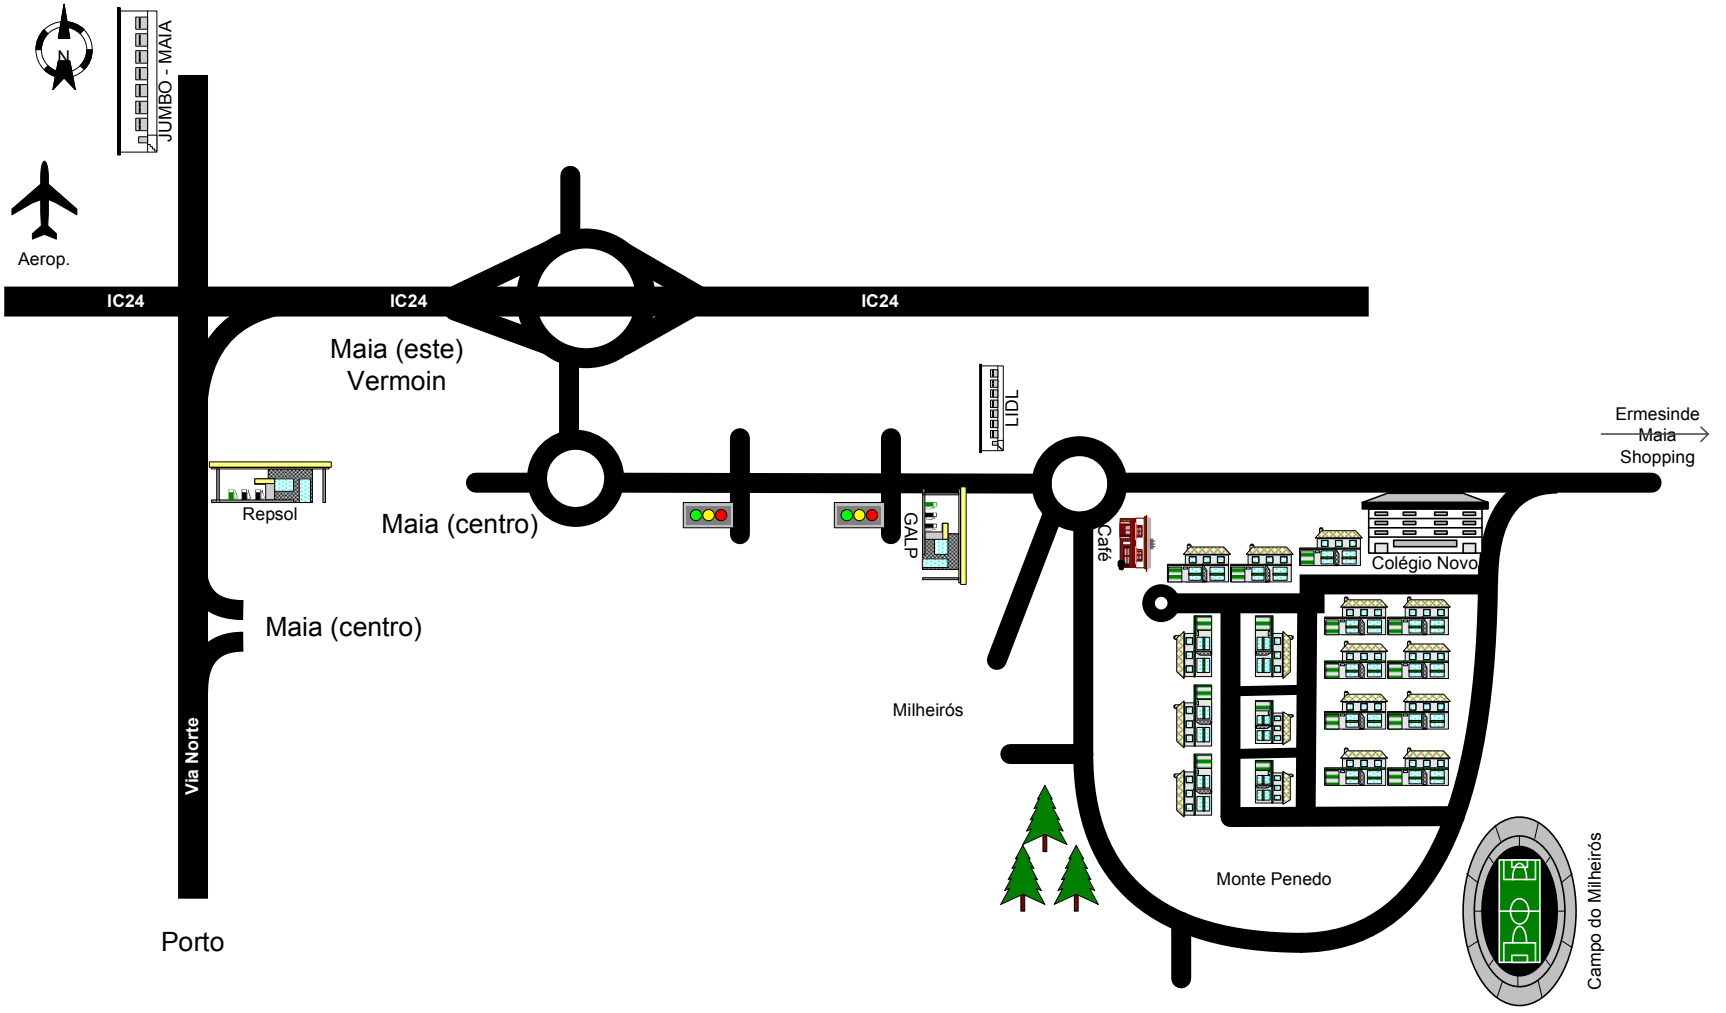 N
JUMBO - MAIA
Aerop.
IC24
IC24
IC24
Maia (este)
Vermoin
LIDL
Ermesinde
Maia
Shopping
Repsol
Maia (centro)
GALP
Café
Colégio Novo
Maia (centro)
Milheirós
Via Norte
Monte Penedo
Campo do Milheirós
Porto